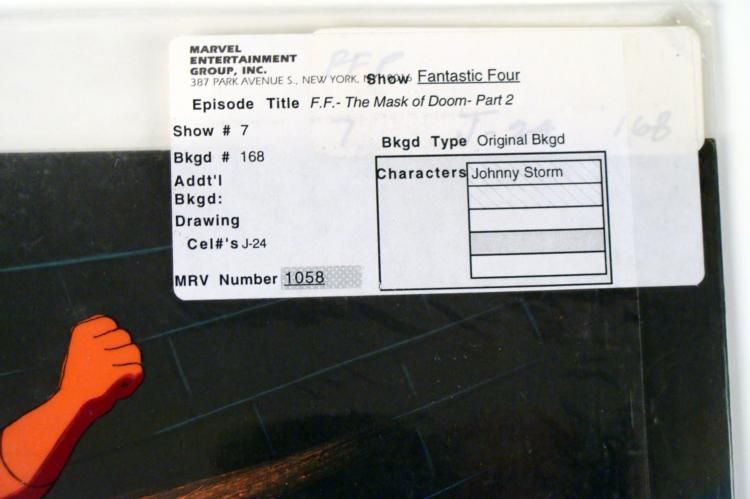 MARVEL
ENTERTAINMENT
GROUP, INC.
387 PARK AVENUE S., NEW YORK,
Show Fantastic Four
Episode Title F.F.- The Mask of Doom- Part 2
Show # 7
Bkgd # 168
Addt'l
Bkgd:
Drawing
Cel#'s J-24
MRV Number 1058
Bkgd Type Original Bkgd
Characters Johnny Storm
7 J-24 168